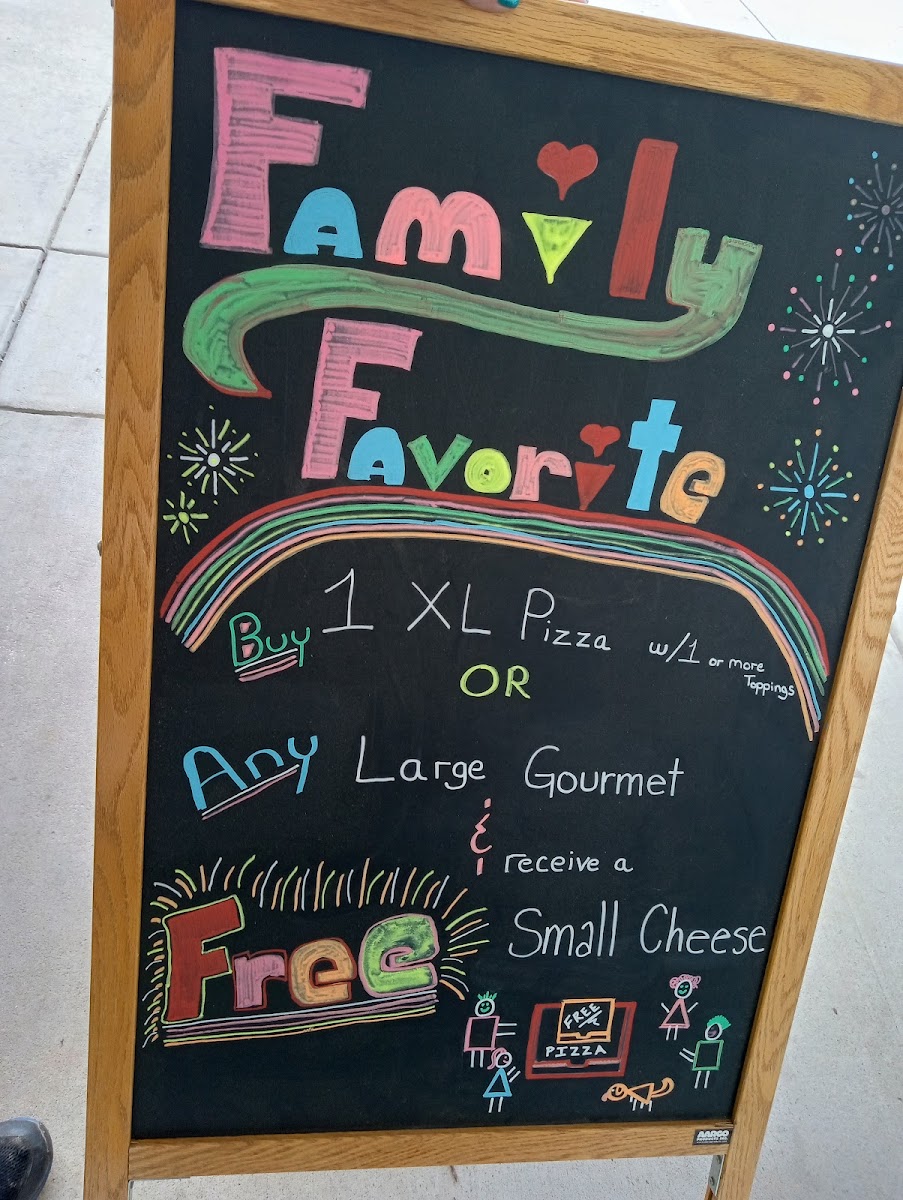 Family
Favorite
Buy 1 XL Pizza w/1 or more
Toppings
OR
Any Large Gourmet
&
receive a
Free Small Cheese
FREE
PIZZA
AARCO